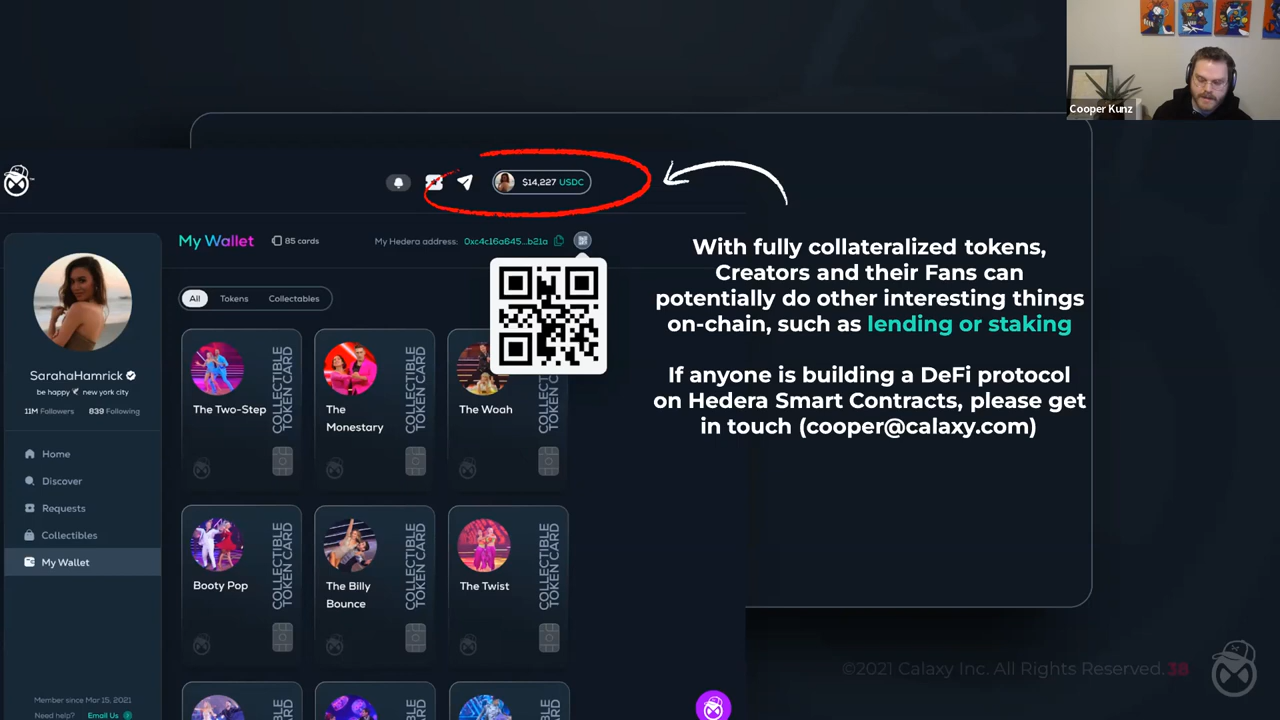 Cooper Kunz
$14,227 USDC
My Wallet
85 cards
My Hedera address: 0xc4c16a645...b21a
All
Tokens
Collectables
SarahaHamrick
be happy new york city
11M Followers
839 Following
Home
Discover
Requests
Collectibles
My Wallet
Member since Mar 15, 2021
Need help? Email Us
The Two-Step
COLLECTIBLE
TOKEN CARD
The
Monestary
COLLECTIBLE
TOKEN CARD
The Woah
COLLECTIBLE
TOKEN CARD
Booty Pop
COLLECTIBLE
TOKEN CARD
The Billy
Bounce
COLLECTIBLE
TOKEN CARD
The Twist
COLLECTIBLE
TOKEN CARD
With fully collateralized tokens,
Creators and their Fans can
potentially do other interesting things
on-chain, such as lending or staking
If anyone is building a DeFi protocol
on Hedera Smart Contracts, please get
in touch (cooper@calaxy.com)
©2021 Calaxy Inc. All Rights Reserved.
38